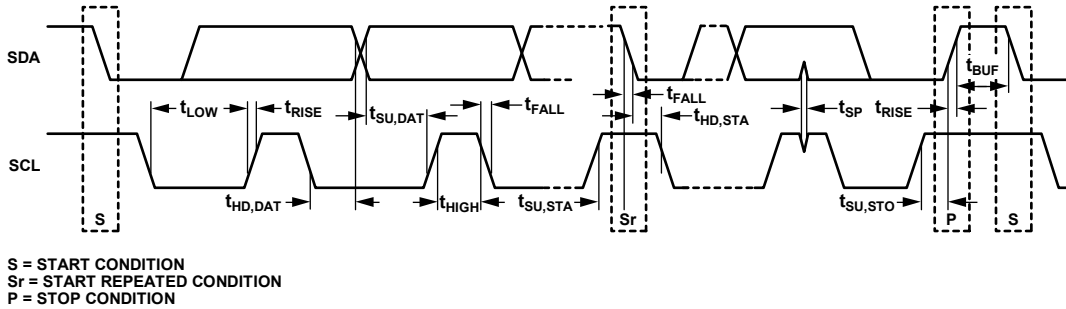 SDA
tBUF
tLOW
tRISE
tSU,DAT
tFALL
tFALL
tHD,STA
tSP
tRISE
SCL
tHD,DAT
tHIGH
tSU,STA
tSU,STO
S
Sr
P
S
S = START CONDITION
Sr = START REPEATED CONDITION
P = STOP CONDITION